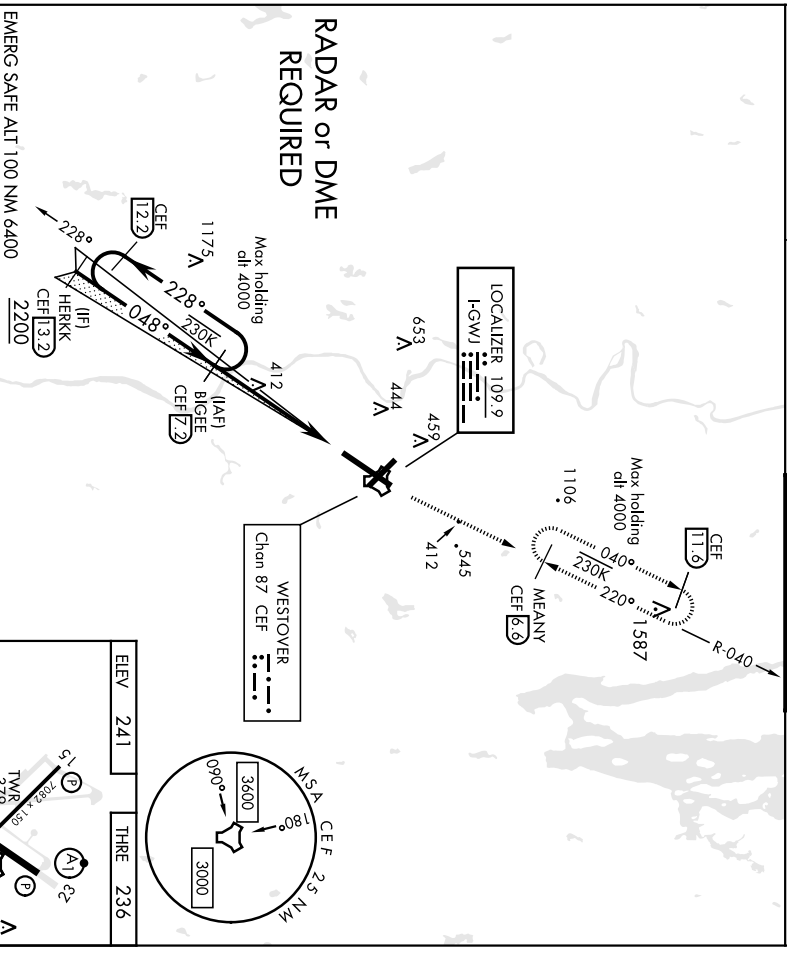 RADAR or DME
REQUIRED
EMERG SAFE ALT 100 NM 6400
LOCALIZER 109.9
I-GWJ
WESTOVER
Chan 87 CEF
Max holding
alt 4000
CEF
11.6
040°
230K
220°
R-040
1587
MEANY
CEF 6.6
1106
545
412
653
444
459
412
1175
Max holding
alt 4000
CEF
12.2
228°
228°
230K
048°
(IAF)
BIGEE
CEF 7.2
(IF)
HERKK
CEF 13.2
2200
MSA CEF 25 NM
180°
090°
3600
3000
ELEV 241
THRE 236
15
7082 x 150
P
TWR
A1
23
P